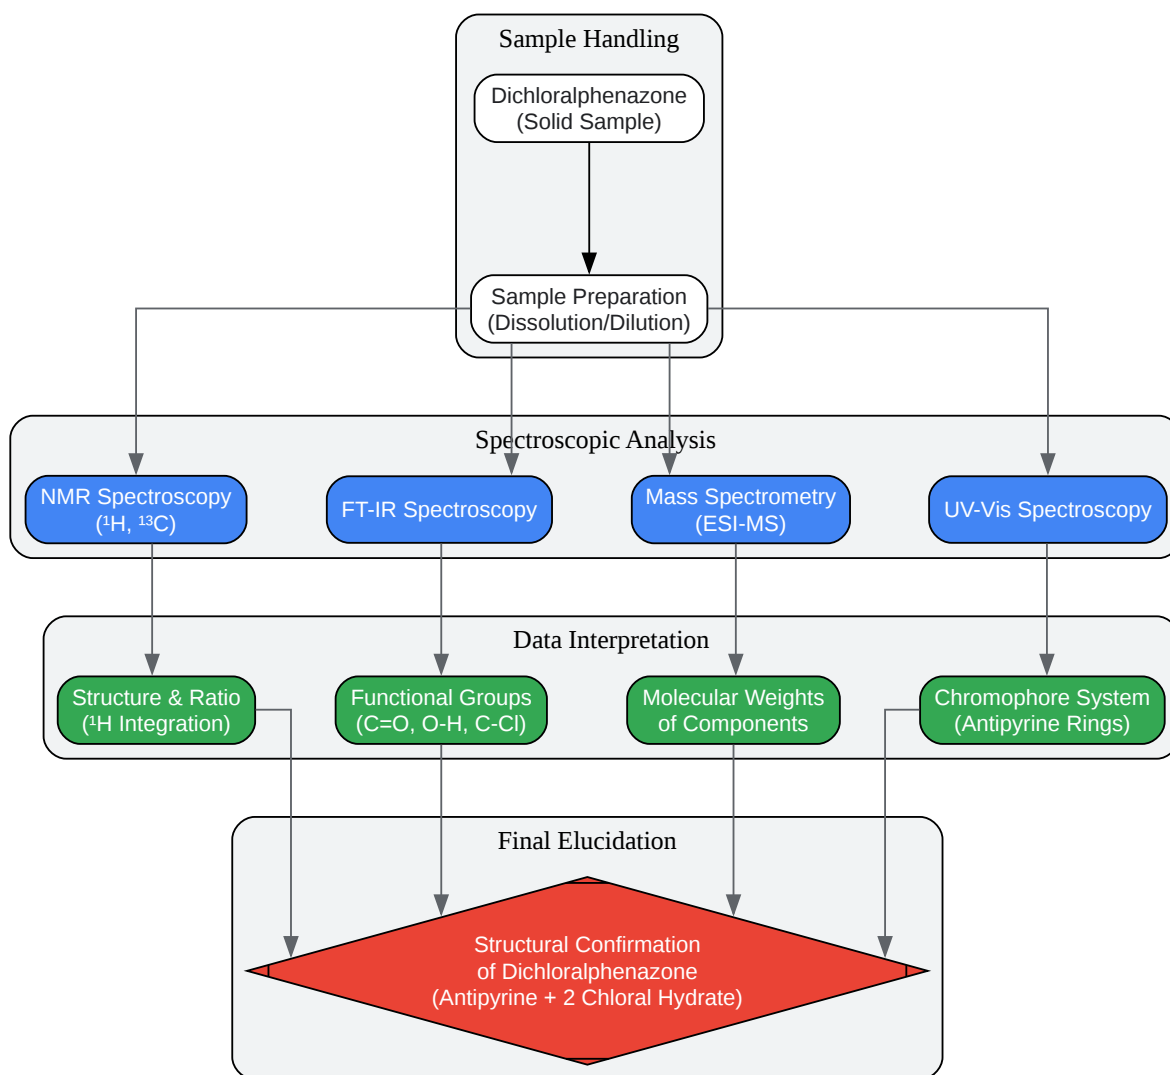 Sample Handling
Dichloralphenazone
(Solid Sample)
Sample Preparation
(Dissolution/Dilution)
Spectroscopic Analysis
NMR Spectroscopy
(¹H, ¹³C)
FT-IR Spectroscopy
Mass Spectrometry
(ESI-MS)
UV-Vis Spectroscopy
Data Interpretation
Structure & Ratio
(¹H Integration)
Functional Groups
(C=O, O-H, C-Cl)
Molecular Weights
of Components
Chromophore System
(Antipyrine Rings)
Final Elucidation
Structural Confirmation
of Dichloralphenazone
(Antipyrine + 2 Chloral Hydrate)